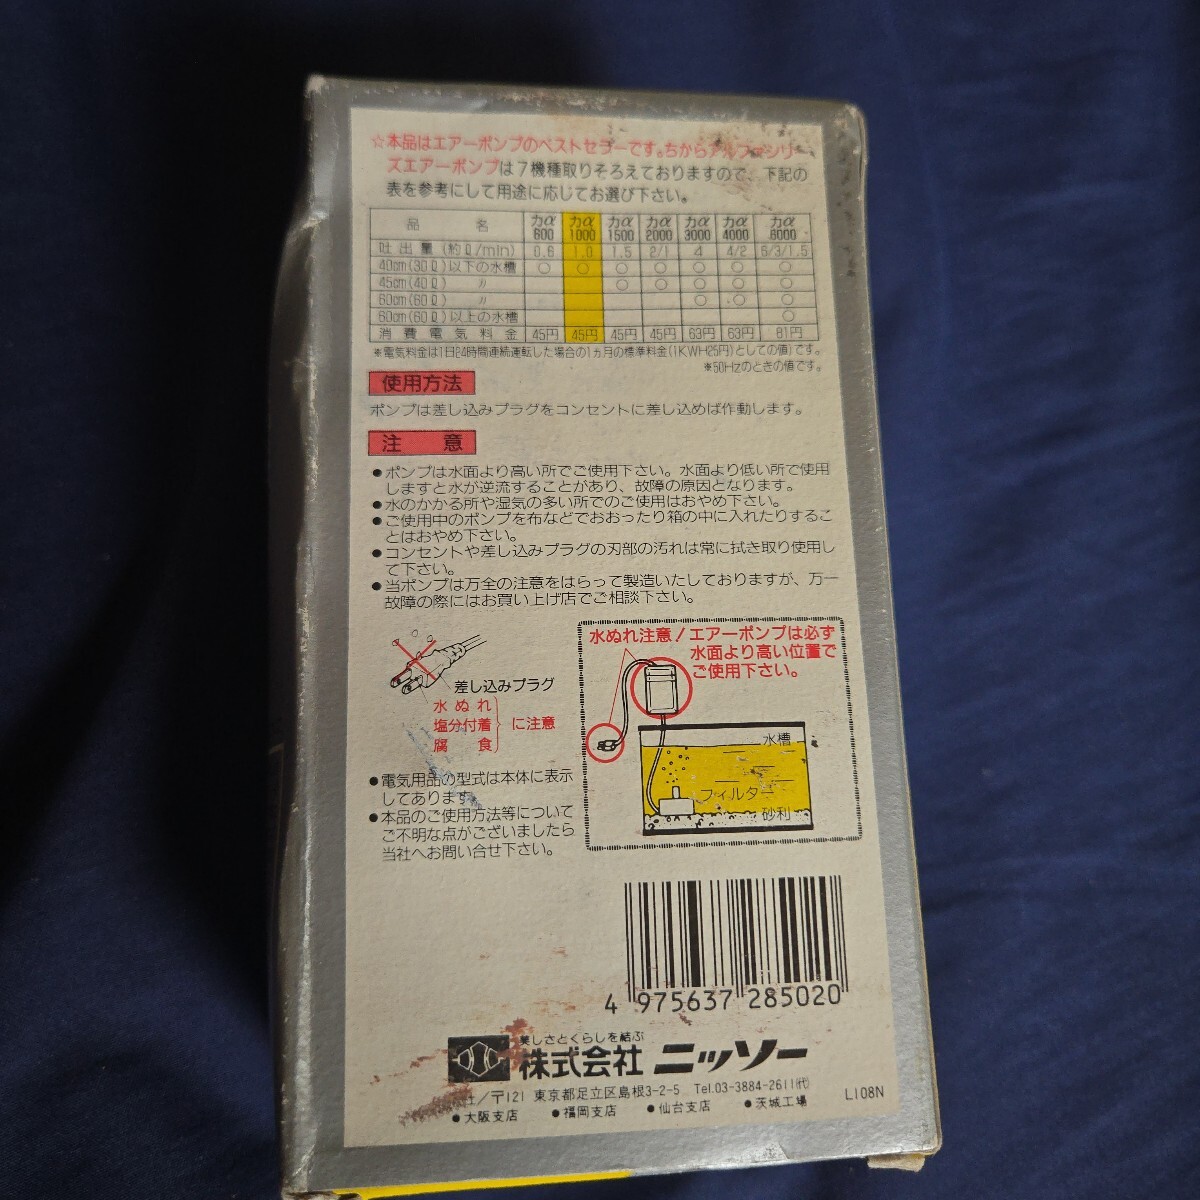 ☆本品はエアーポンプのベストセラーです。ちからアルファシリー
ズエアーポンプは7機種取りそろえておりますので、下記の
表を参考にして用途に応じてお選び下さい。
品 名 力α600 力α1000 力α1500 力α2000 力α3000 力α4000 力α6000
吐出量(約ℓ/min) 0.6 1.0 1.5 2/1 4 4/2 6/3/1.5
40cm(30ℓ)以下の水槽 ○ ○ ○ ○ ○ ○ ○
45cm(40ℓ) 〃 ○ ○ ○ ○ ○
60cm(60ℓ) 〃 ○ ○ ○
60cm(60ℓ)以上の水槽 ○
消費電気料金 45円 45円 45円 45円 63円 63円 81円
※電気料金は1日24時間連続運転した場合の1ヵ月の標準料金(1KWH25円)としての値です。
※50Hzのときの値です。
使用方法
ポンプは差し込みプラグをコンセントに差し込めば作動します。
注 意
●ポンプは水面より高い所でご使用下さい。水面より低い所で使用
しますと水が逆流することがあり、故障の原因となります。
●水のかかる所や湿気の多い所でのご使用はおやめ下さい。
●ご使用中のポンプを布などでおおったり箱の中に入れたりするこ
とはおやめ下さい。
●コンセントや差し込みプラグの刃部の汚れは常に拭き取り使用し
て下さい。
●当ポンプは万全の注意をはらって製造いたしておりますが、万一
故障の際にはお買い上げ店でご相談下さい。
差し込みプラグ
水ぬれ
塩分付着 に注意
腐 食
水ぬれ注意!エアーポンプは必ず
水面より高い位置で
ご使用下さい。
水槽
フィルター
砂利
●電気用品の型式は本体に表示
してあります。
●本品のご使用方法等について
ご不明な点がございましたら
当社へお問い合せ下さい。
4 975637 285020
美しさとくらしを結ぶ
株式会社 ニッソー
社/〒121 東京都足立区島根3-2-5 Tel.03-3884-2611(代)
●大阪支店 ●福岡支店 ●仙台支店 ●茨城工場
L108N